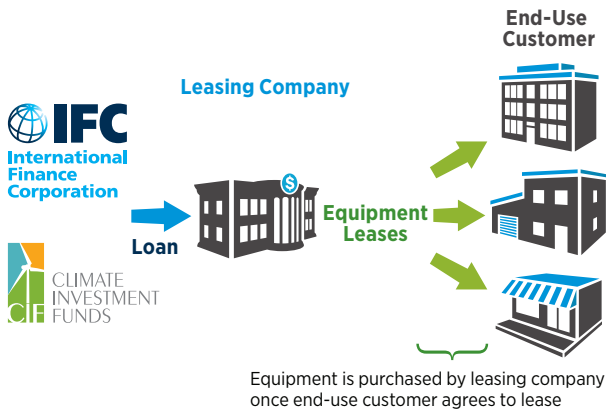 End-Use
Customer
Leasing Company
IFC
International
Finance
Corporation
$
Loan
Equipment
Leases
CIF
CLIMATE
INVESTMENT
FUNDS
Equipment is purchased by leasing company
once end-use customer agrees to lease